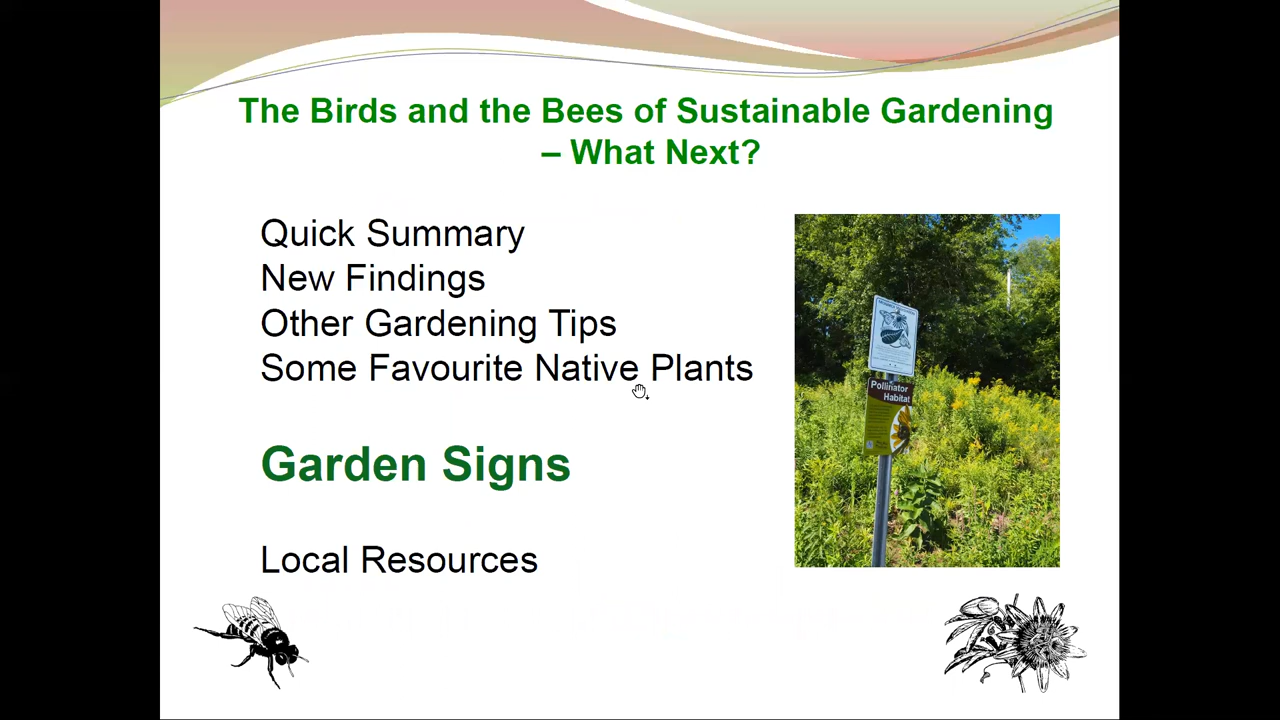 The Birds and the Bees of Sustainable Gardening
– What Next?
Quick Summary
New Findings
Other Gardening Tips
Some Favourite Native Plants
Garden Signs
Local Resources
Pollinator
Habitat